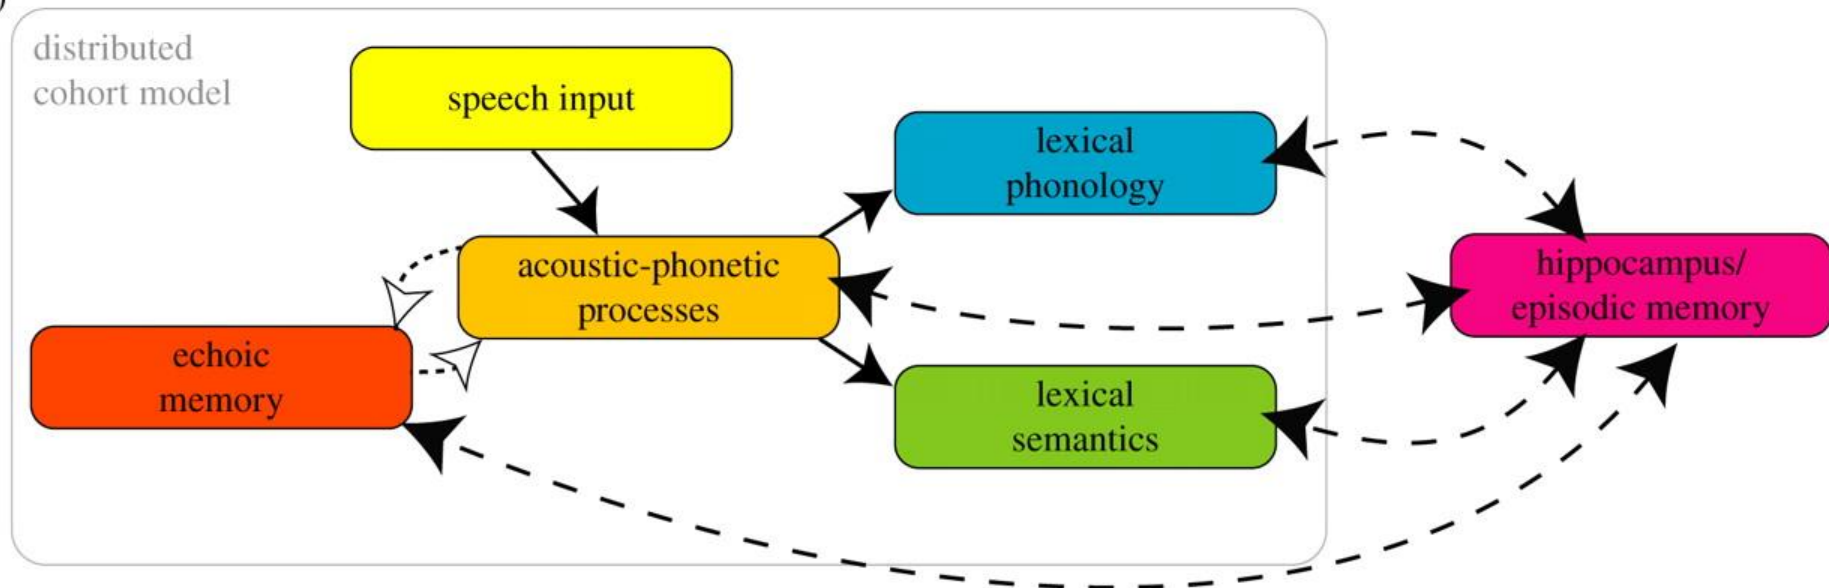 distributed
cohort model
speech input
lexical
phonology
acoustic-phonetic
processes
hippocampus/
episodic memory
echoic
memory
lexical
semantics